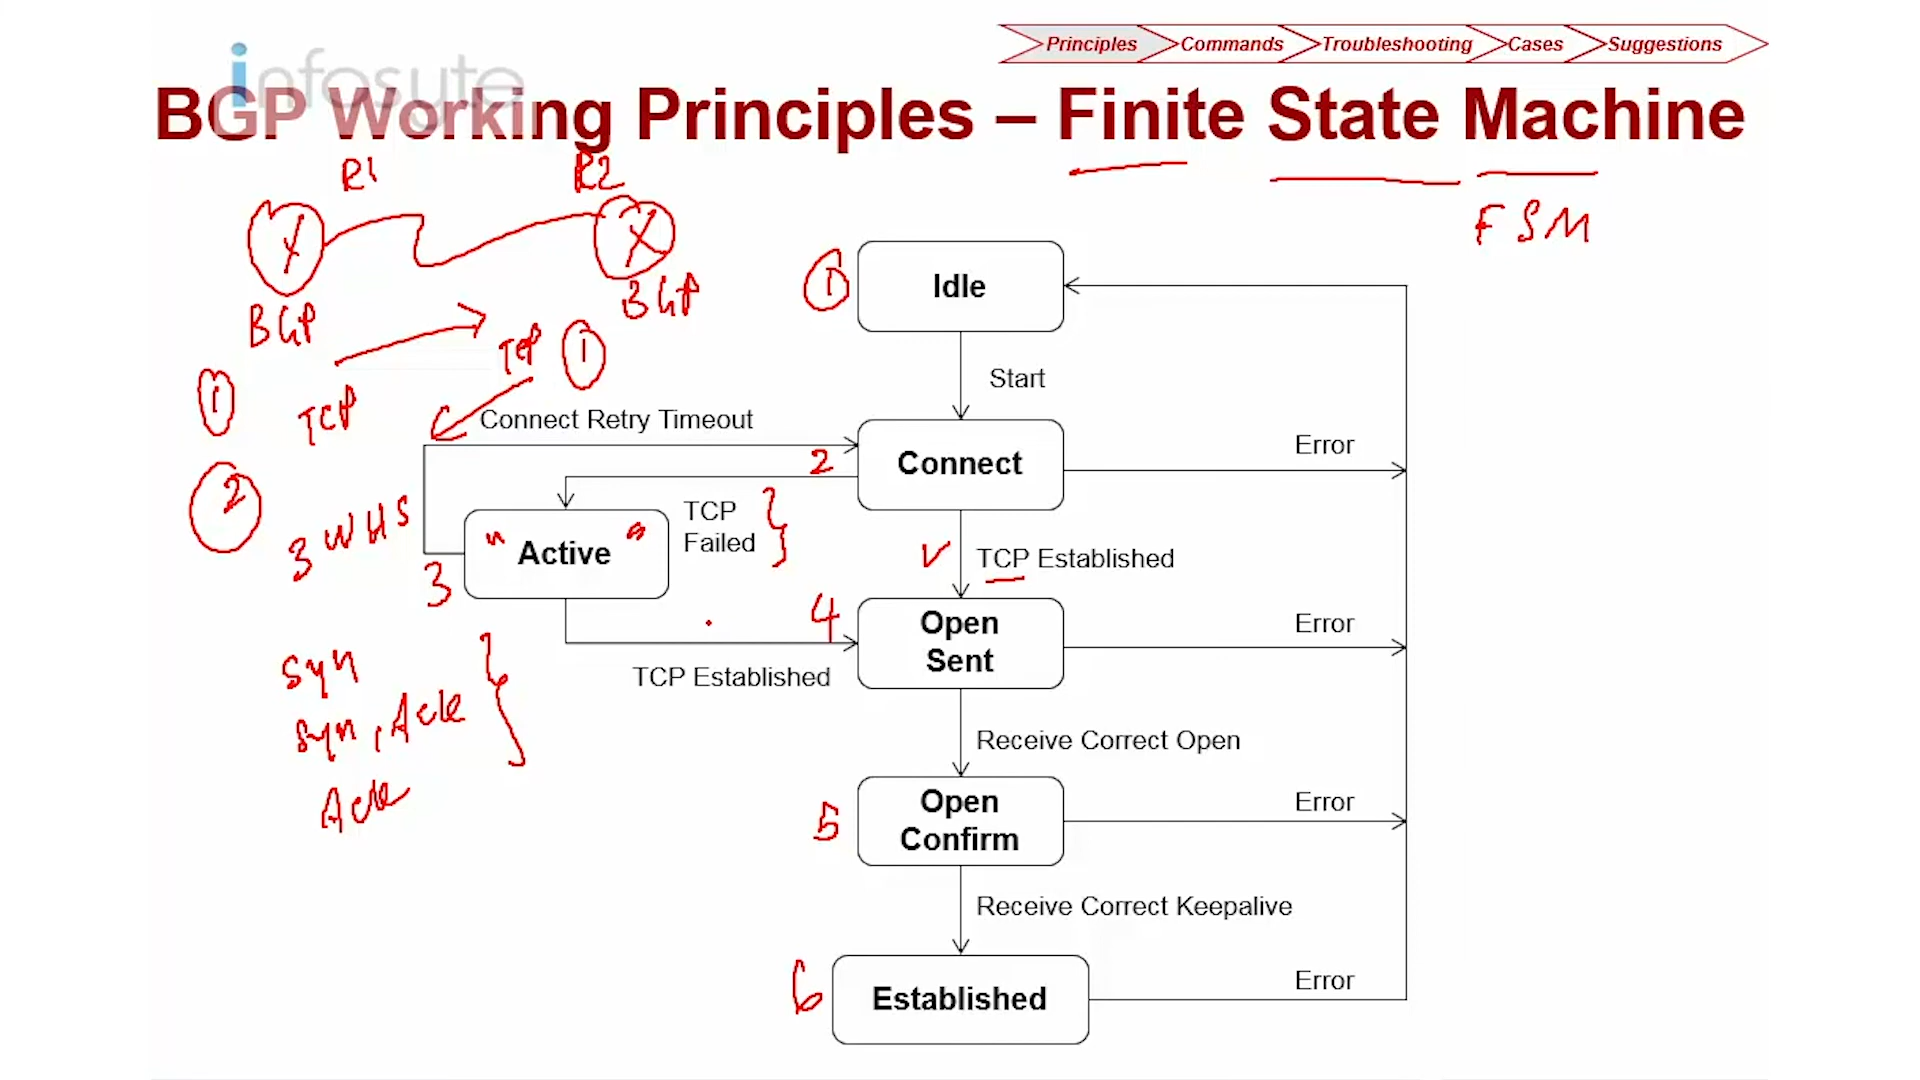 Principles Commands Troubleshooting Cases Suggestions
infosyte
BGP Working Principles – Finite State Machine
R1
R2
FSM
X
X
BGP
BGP
1
Idle
TCP
1
1
TCP
Start
Connect Retry Timeout
2
Connect
Error
2
3 WHS
TCP
Failed
" Active "
3
TCP Established
4
Open
Sent
Error
TCP Established
Syn
Syn, Ack
Ack
Receive Correct Open
5
Open
Confirm
Error
Receive Correct Keepalive
6
Established
Error